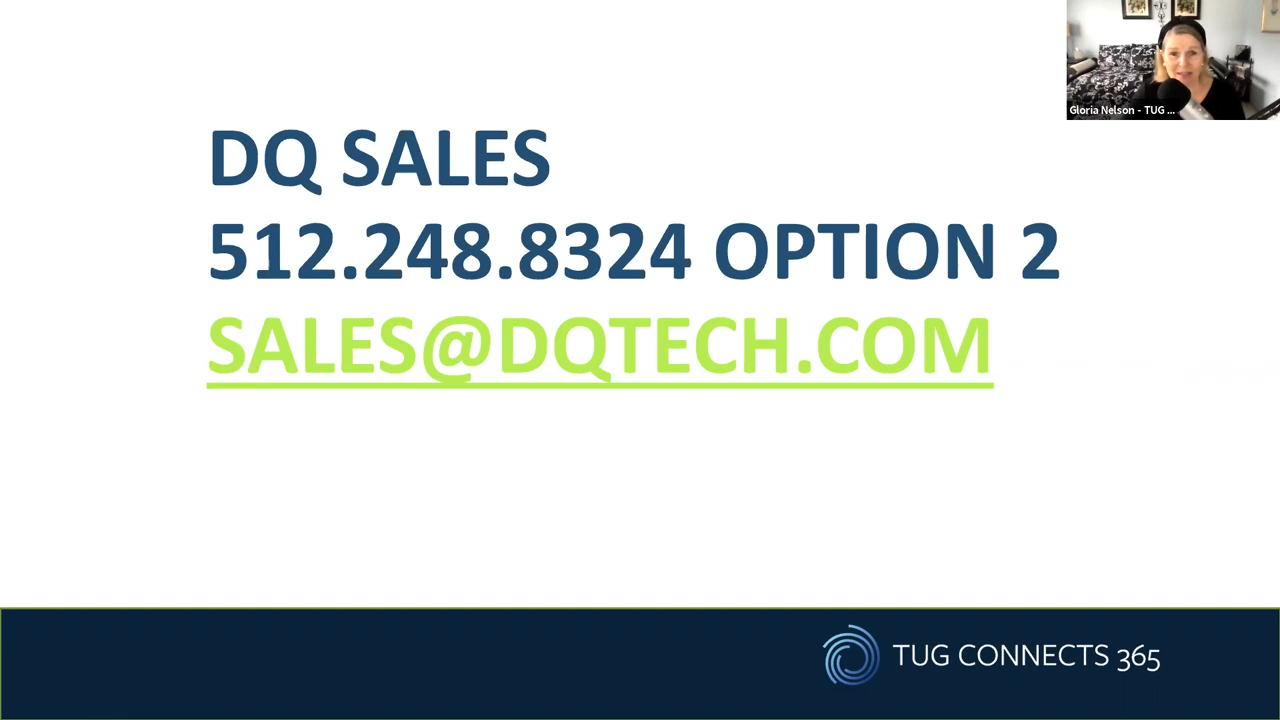 Gloria Nelson - TUG ...
DQ SALES
512.248.8324 OPTION 2
SALES@DQTECH.COM
TUG CONNECTS 365